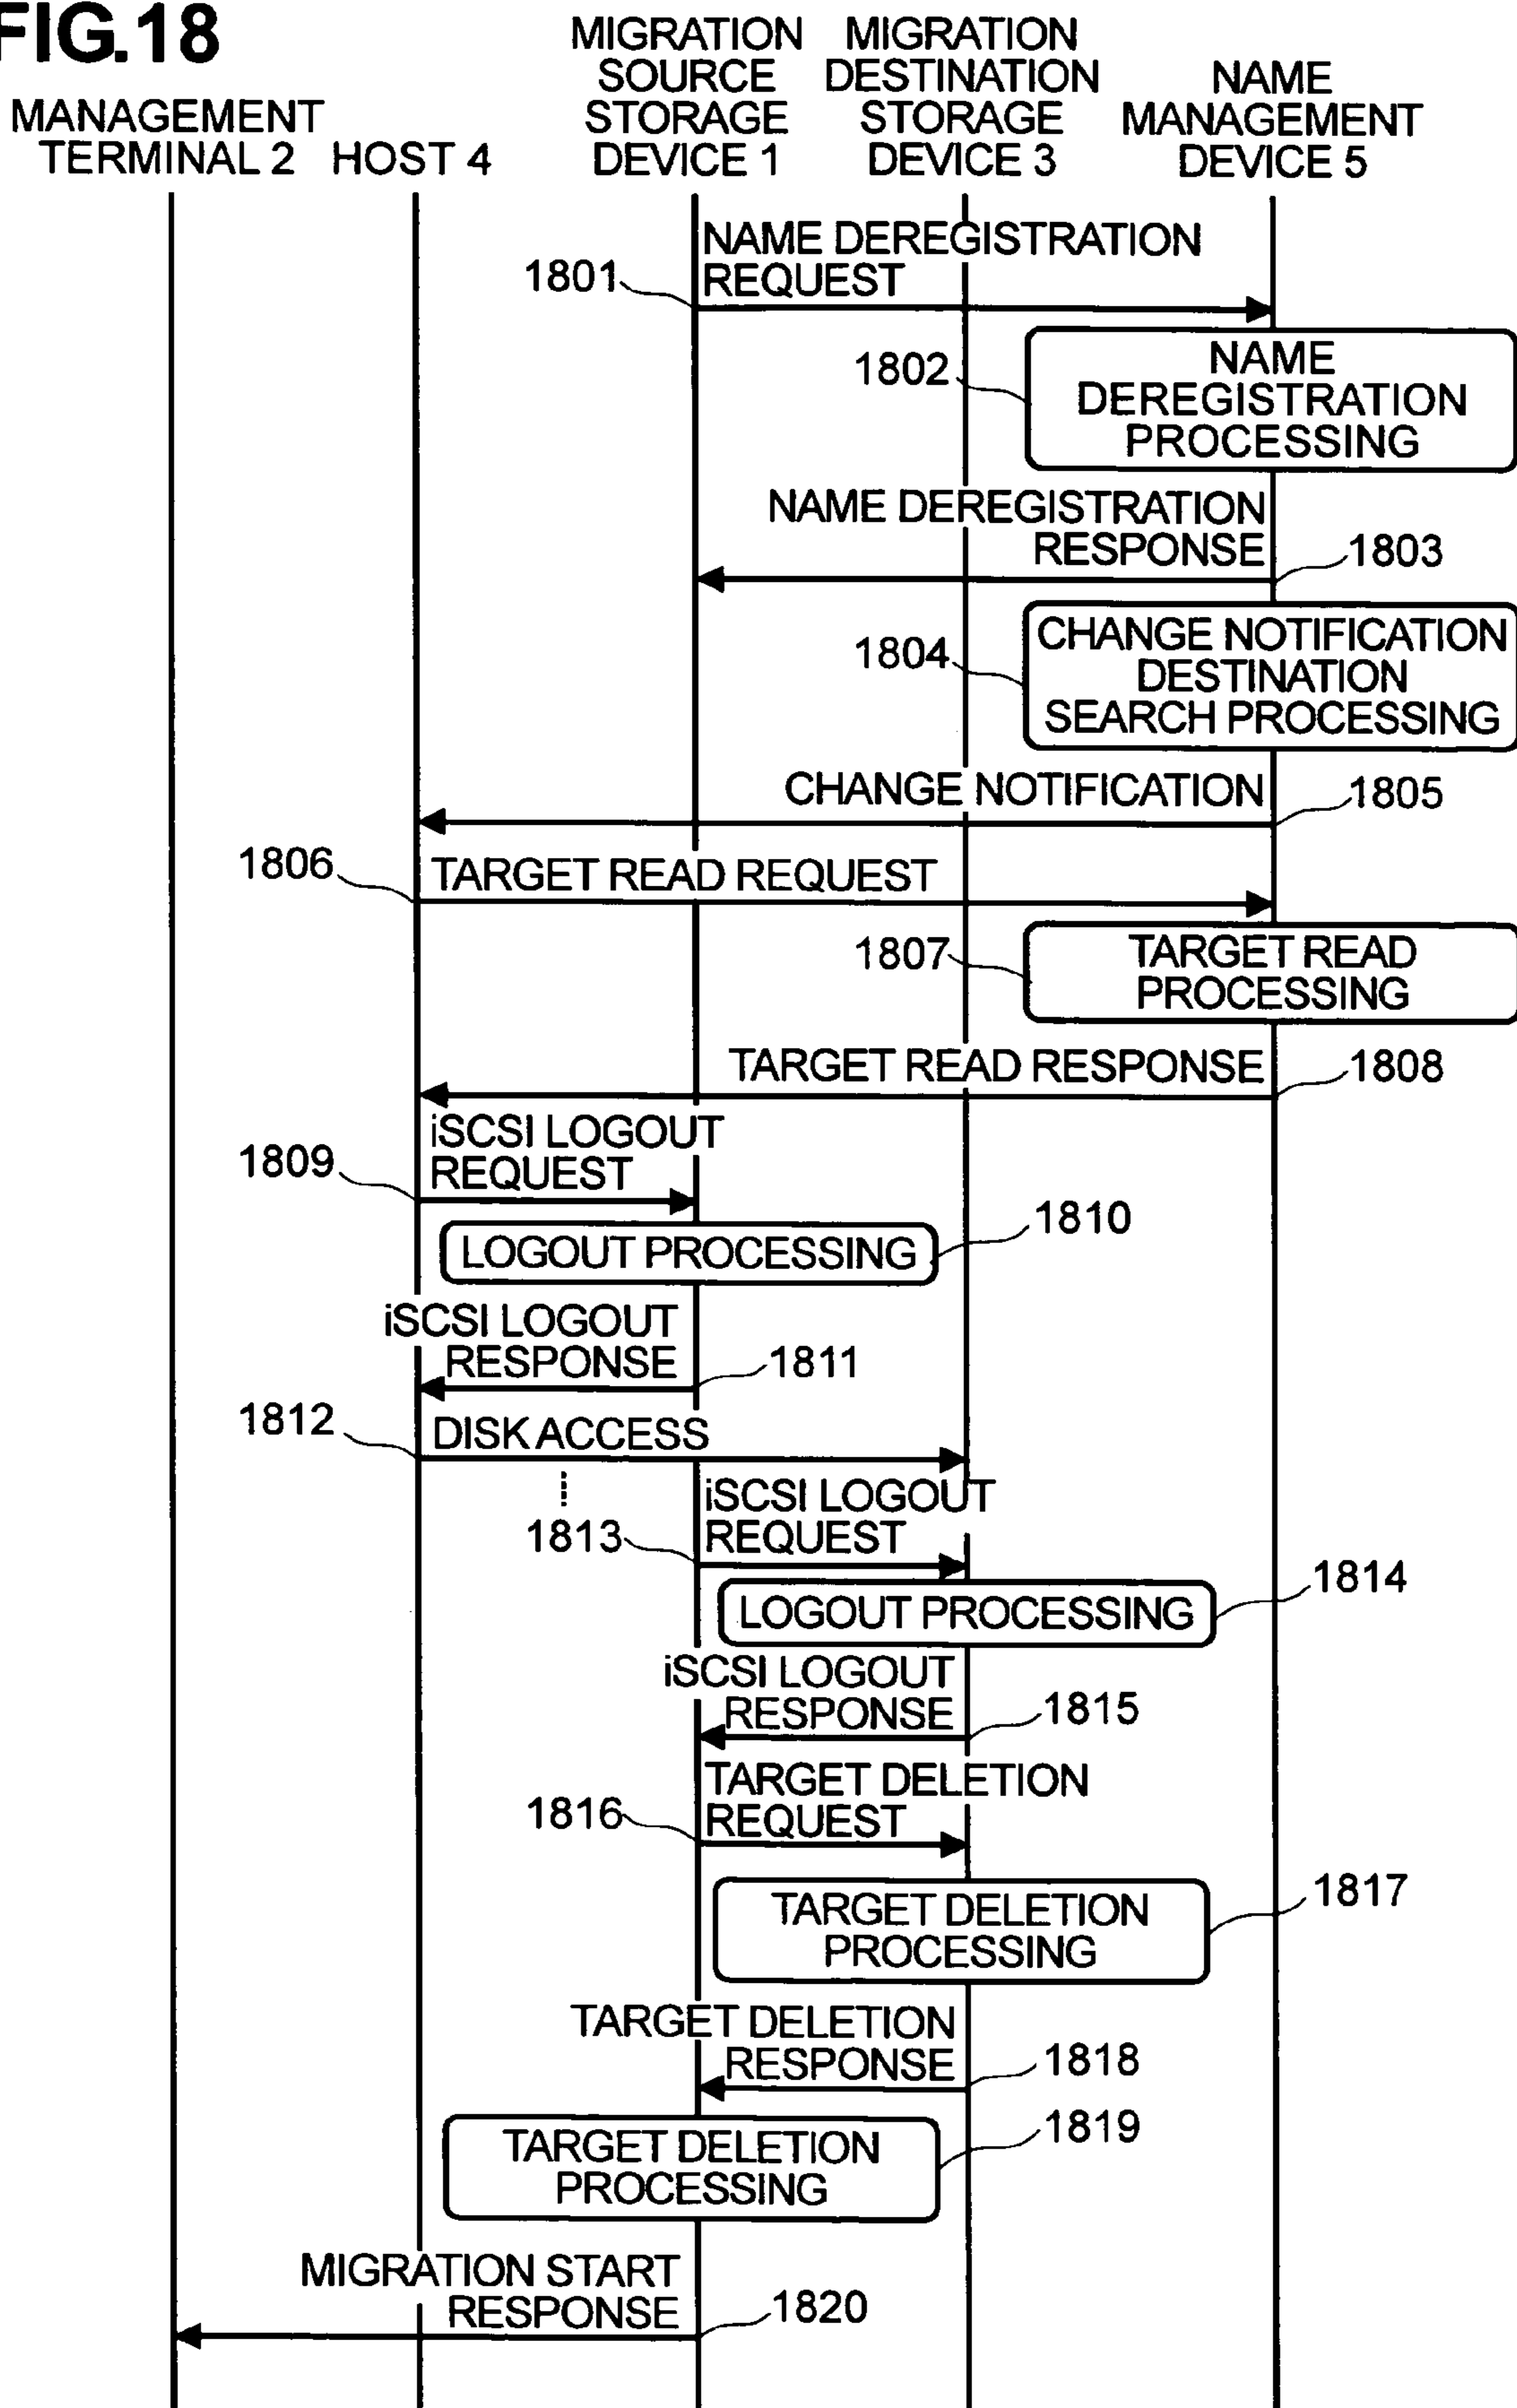 FIG.18
MANAGEMENT
TERMINAL 2
HOST 4
MIGRATION
SOURCE
STORAGE
DEVICE 1
MIGRATION
DESTINATION
STORAGE
DEVICE 3
NAME
MANAGEMENT
DEVICE 5
NAME DEREGISTRATION
REQUEST
1801
1802
NAME
DEREGISTRATION
PROCESSING
NAME DEREGISTRATION
RESPONSE
1803
1804
CHANGE NOTIFICATION
DESTINATION
SEARCH PROCESSING
CHANGE NOTIFICATION
1805
1806
TARGET READ REQUEST
1807
TARGET READ
PROCESSING
TARGET READ RESPONSE
1808
iSCSI LOGOUT
REQUEST
1809
1810
LOGOUT PROCESSING
iSCSI LOGOUT
RESPONSE
1811
1812
DISK ACCESS
iSCSI LOGOUT
REQUEST
1813
1814
LOGOUT PROCESSING
iSCSI LOGOUT
RESPONSE
1815
TARGET DELETION
REQUEST
1816
1817
TARGET DELETION
PROCESSING
TARGET DELETION
RESPONSE
1818
1819
TARGET DELETION
PROCESSING
MIGRATION START
RESPONSE
1820